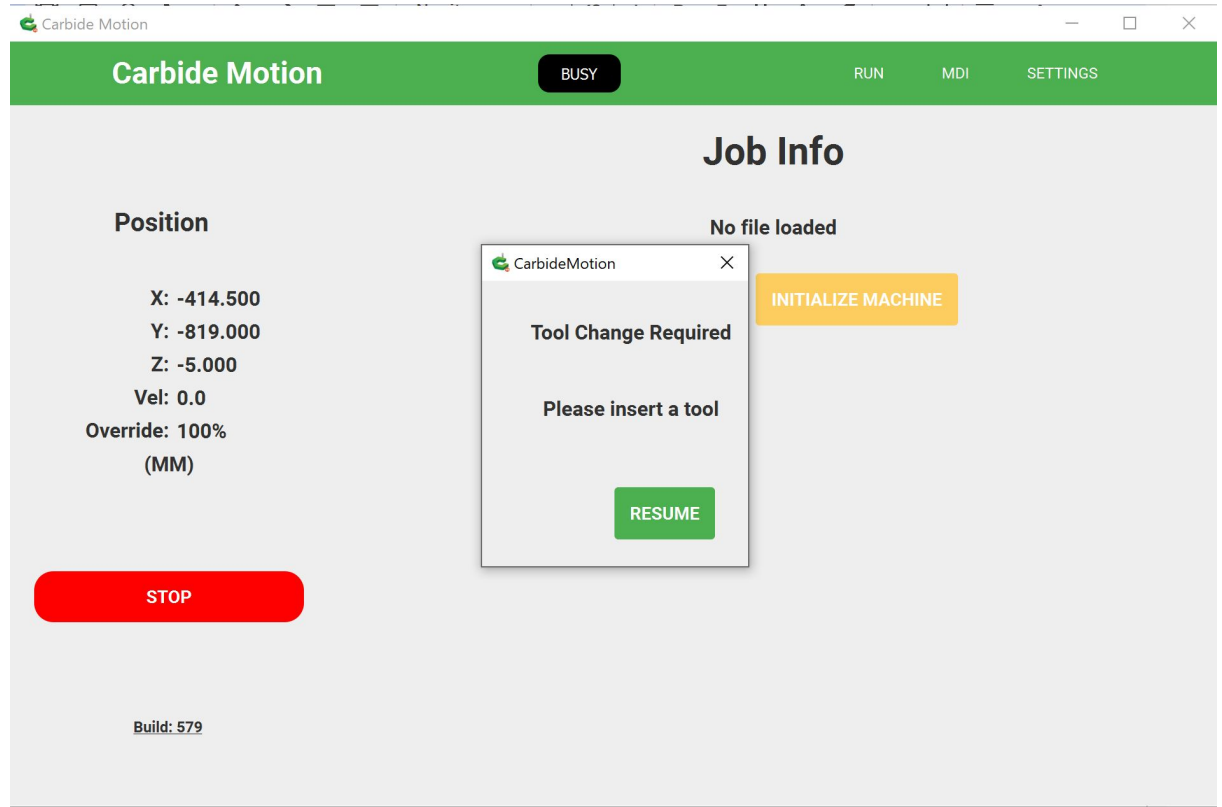 Carbide Motion
Carbide Motion
BUSY
RUN MDI SETTINGS
Job Info
Position
No file loaded
CarbideMotion
INITIALIZE MACHINE
X: -414.500
Y: -819.000
Z: -5.000
Vel: 0.0
Override: 100%
(MM)
Tool Change Required
Please insert a tool
RESUME
STOP
Build: 579